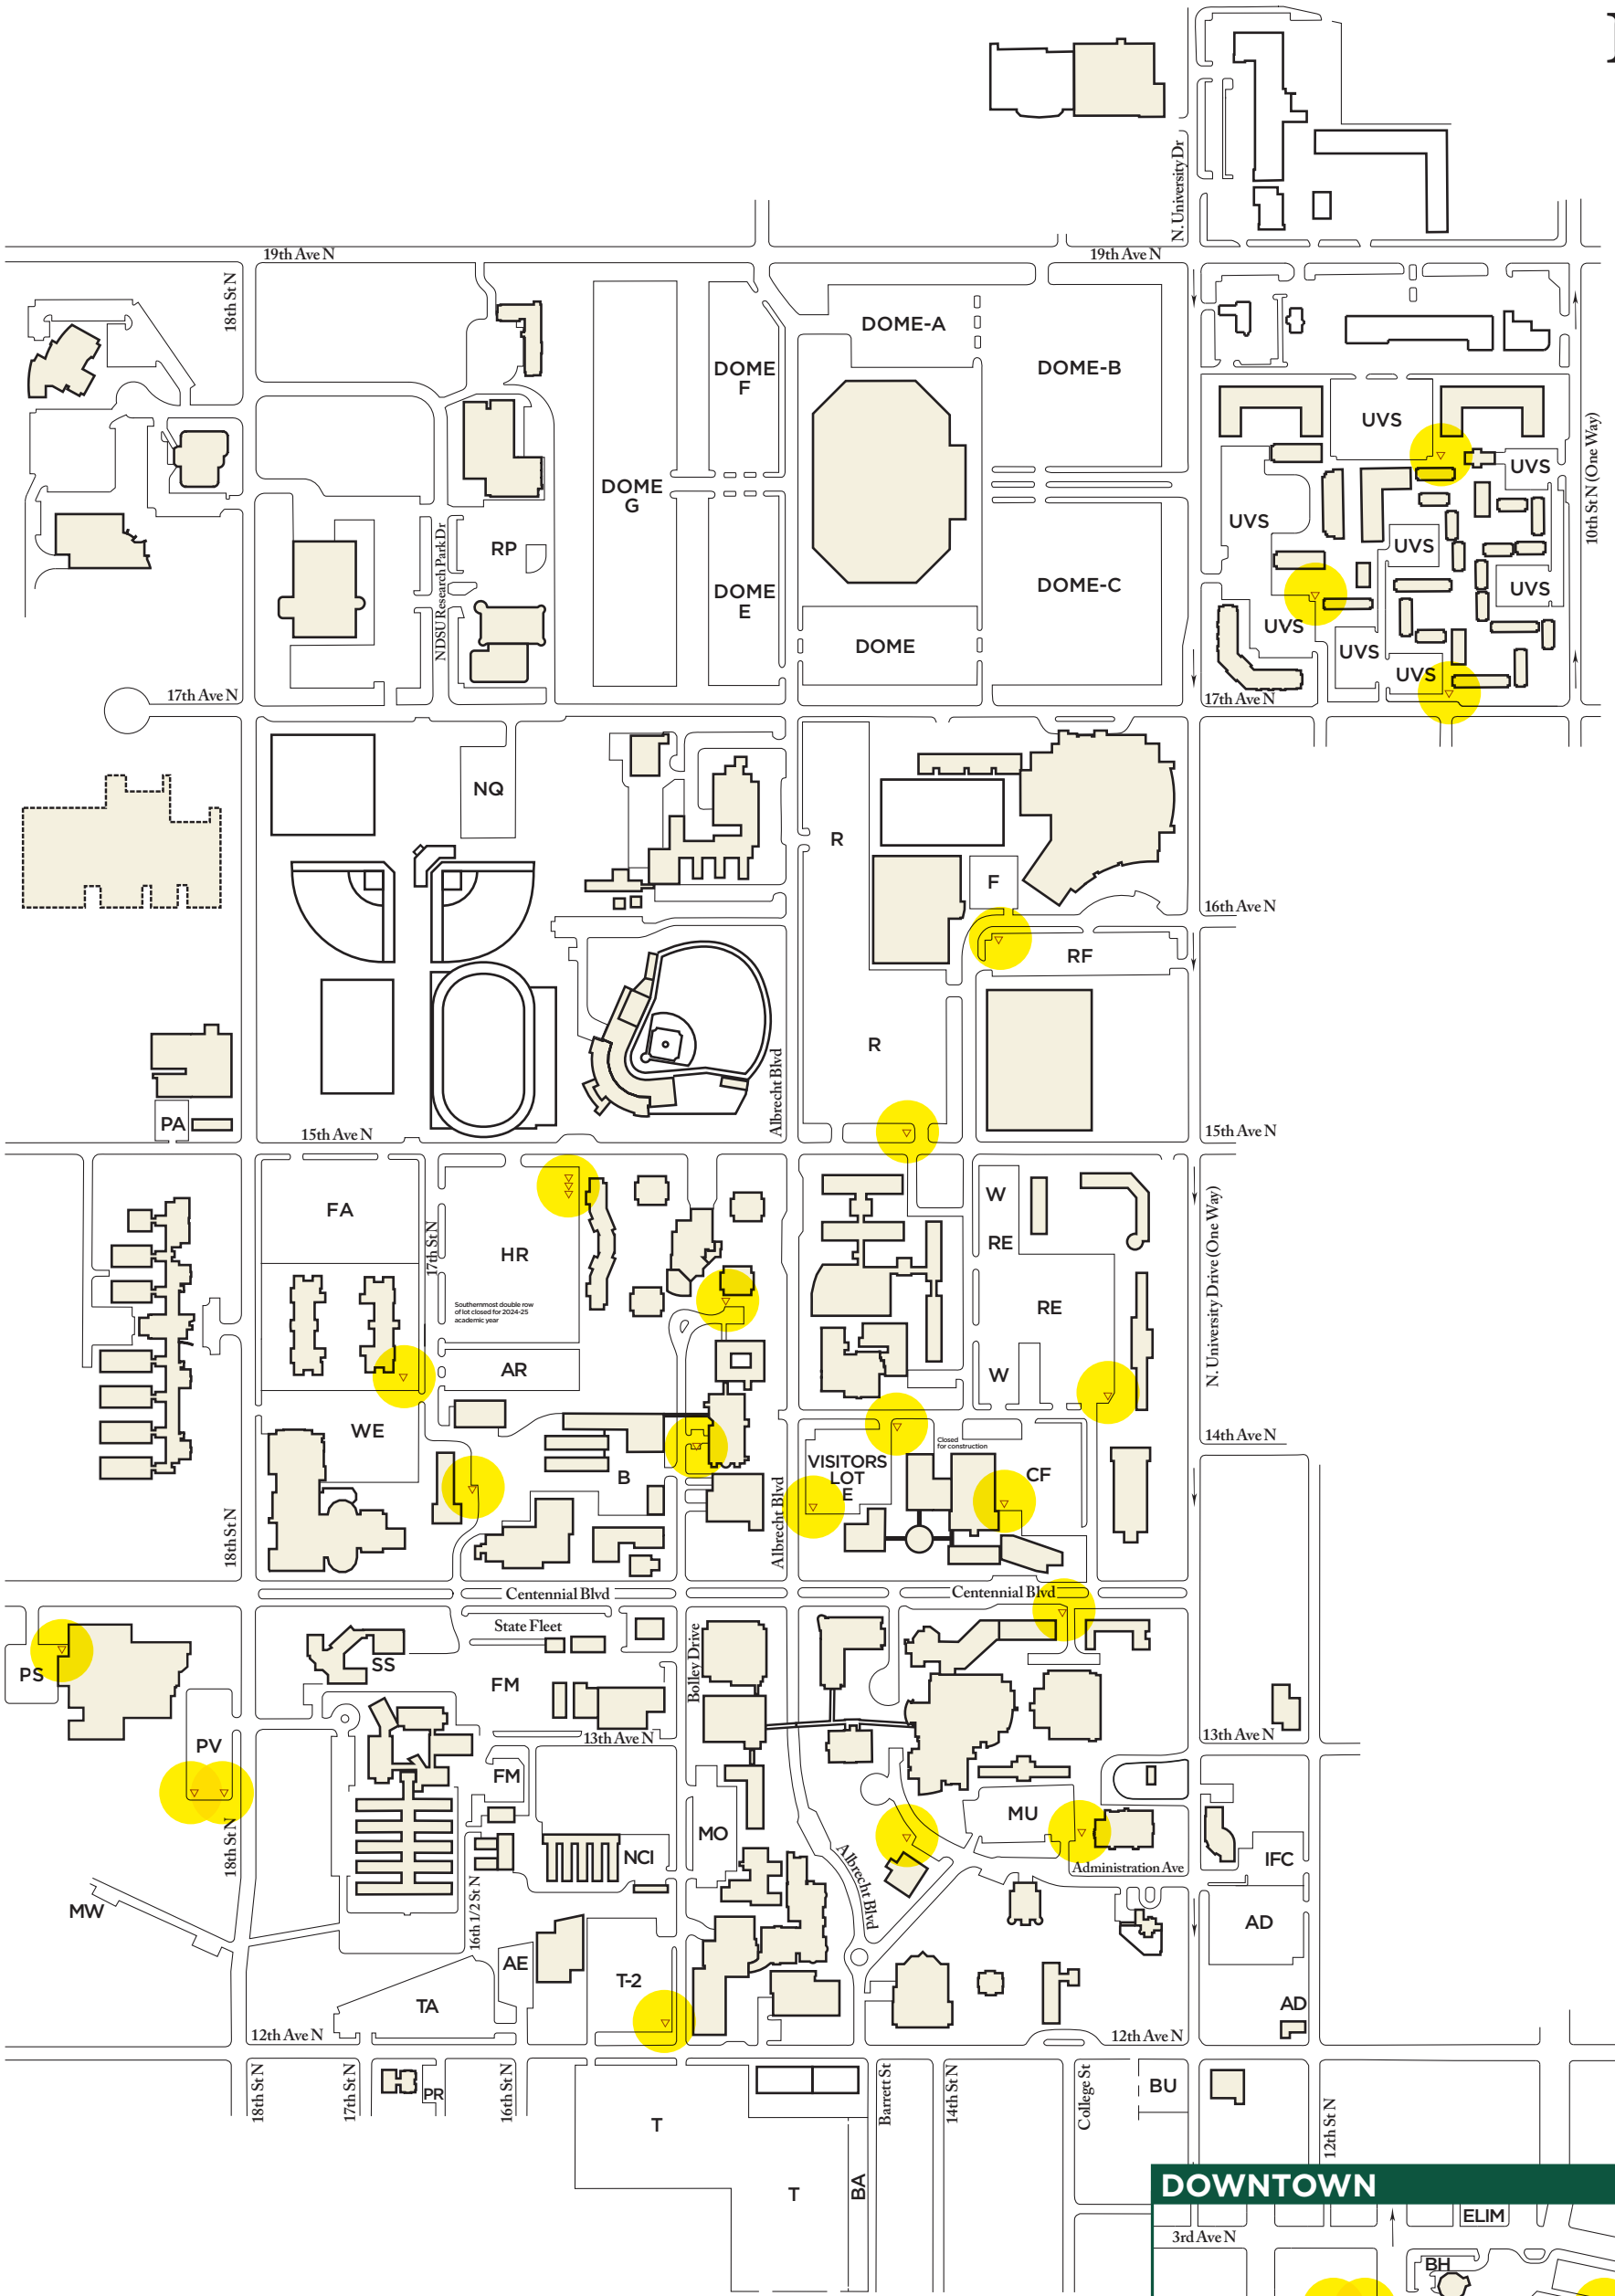 N. University Dr
19th Ave N
19th Ave N
18th St N
DOME-A
DOME
F
DOME-B
UVS
UVS
10th St N (One Way)
DOME
G
UVS
NDSU Research Park Dr
RP
UVS
DOME
E
DOME-C
UVS
UVS
DOME
UVS
UVS
17th Ave N
17th Ave N
NQ
R
F
16th Ave N
RF
R
Albrecht Blvd
PA
15th Ave N
15th Ave N
FA
17th St N
HR
W
RE
N. University Drive (One Way)
Southernmost double row
of lot closed for 2024-25
academic year
RE
AR
W
WE
14th Ave N
Closed
for construction
VISITORS
LOT
E
CF
B
18th St N
Albrecht Blvd
Centennial Blvd
Centennial Blvd
State Fleet
Bolley Drive
SS
PS
FM
13th Ave N
13th Ave N
PV
FM
MO
MU
18th St N
NCI
Albrecht Blvd
Administration Ave
IFC
MW
16th 1/2 St N
AD
AE
T-2
TA
AD
12th Ave N
12th Ave N
18th St N
17th St N
PR
16th St N
Barrett St
14th St N
College St
BU
12th St N
T
T
BA
DOWNTOWN
ELIM
3rd Ave N
BH